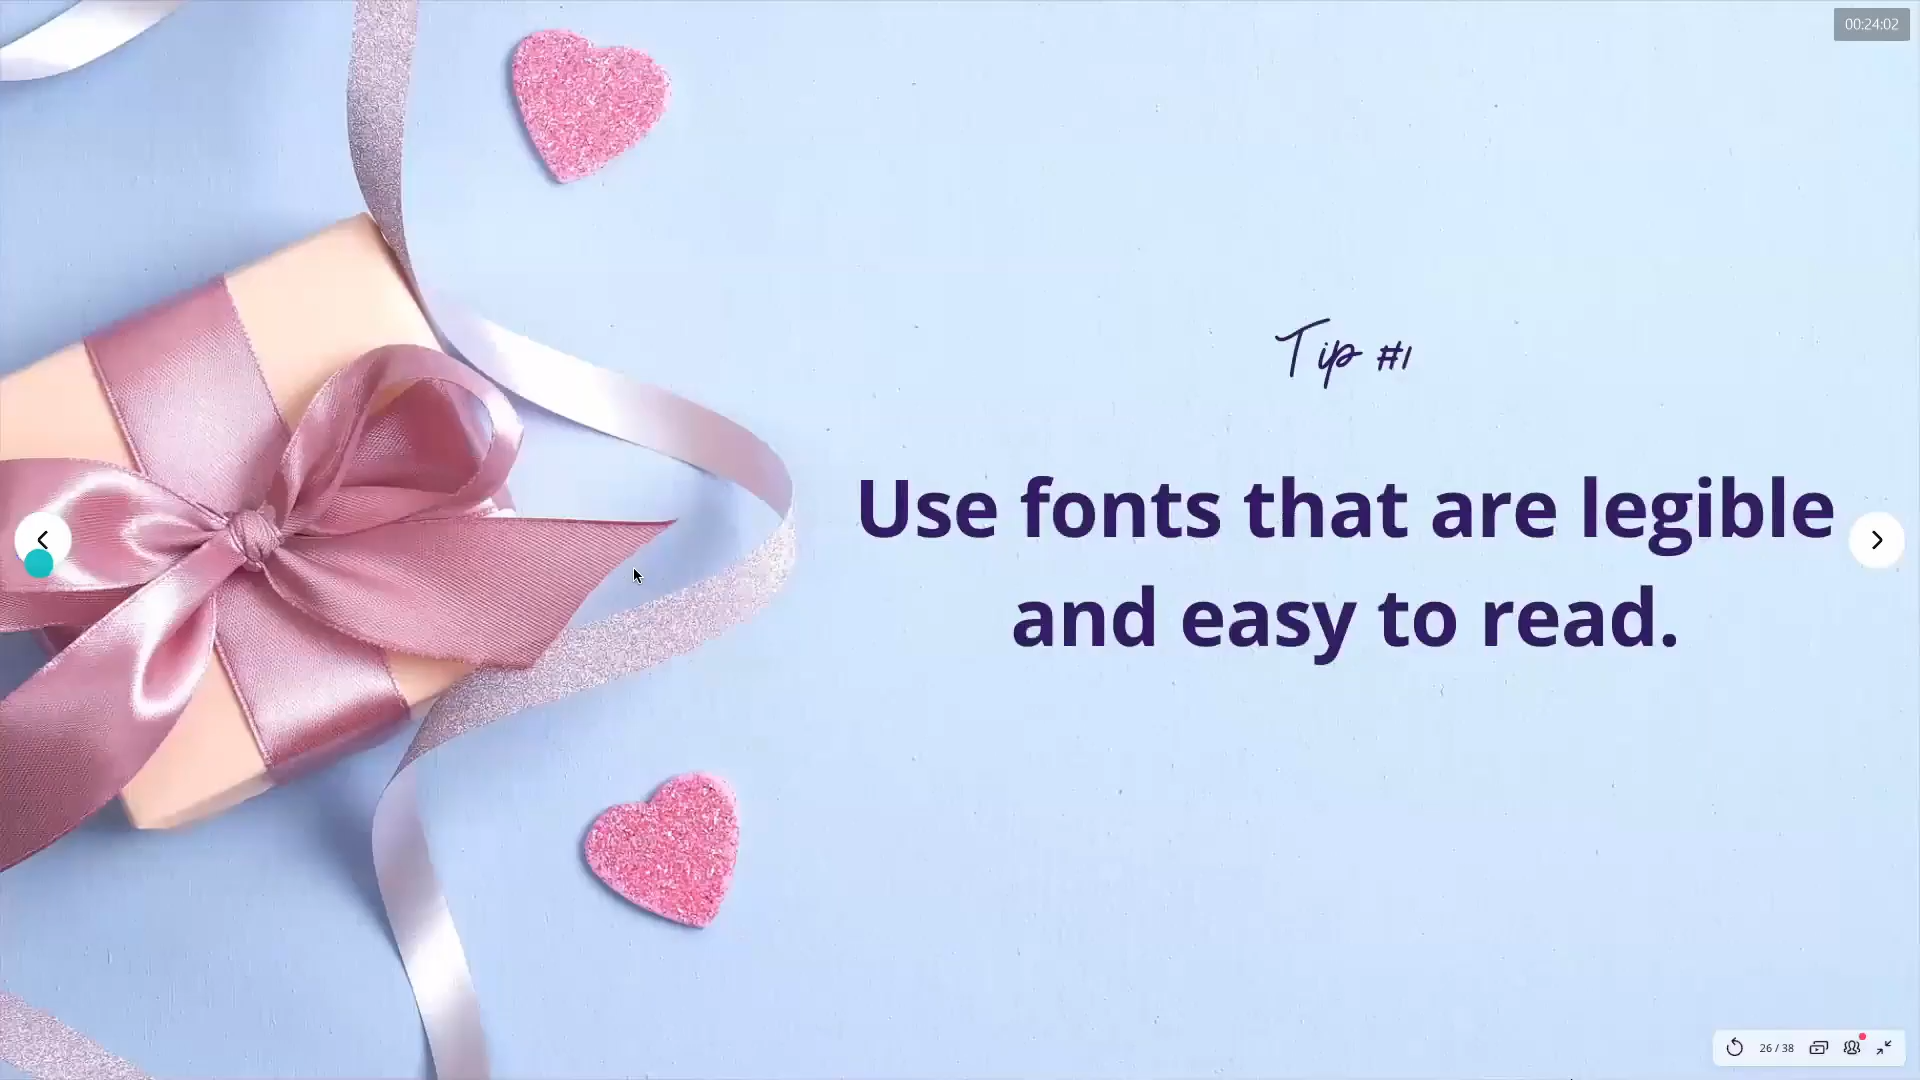 00:24:02
Tip #1
Use fonts that are legible
and easy to read.
26 / 38